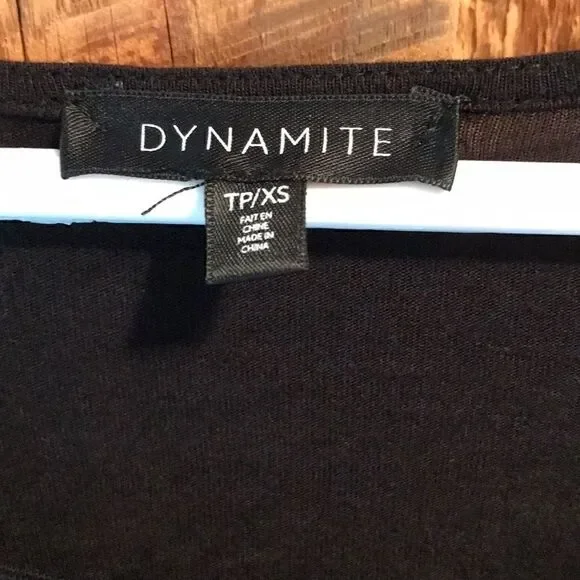 DYNAMITE
TP/XS
FAIT EN
CHINE
MADE IN
CHINA